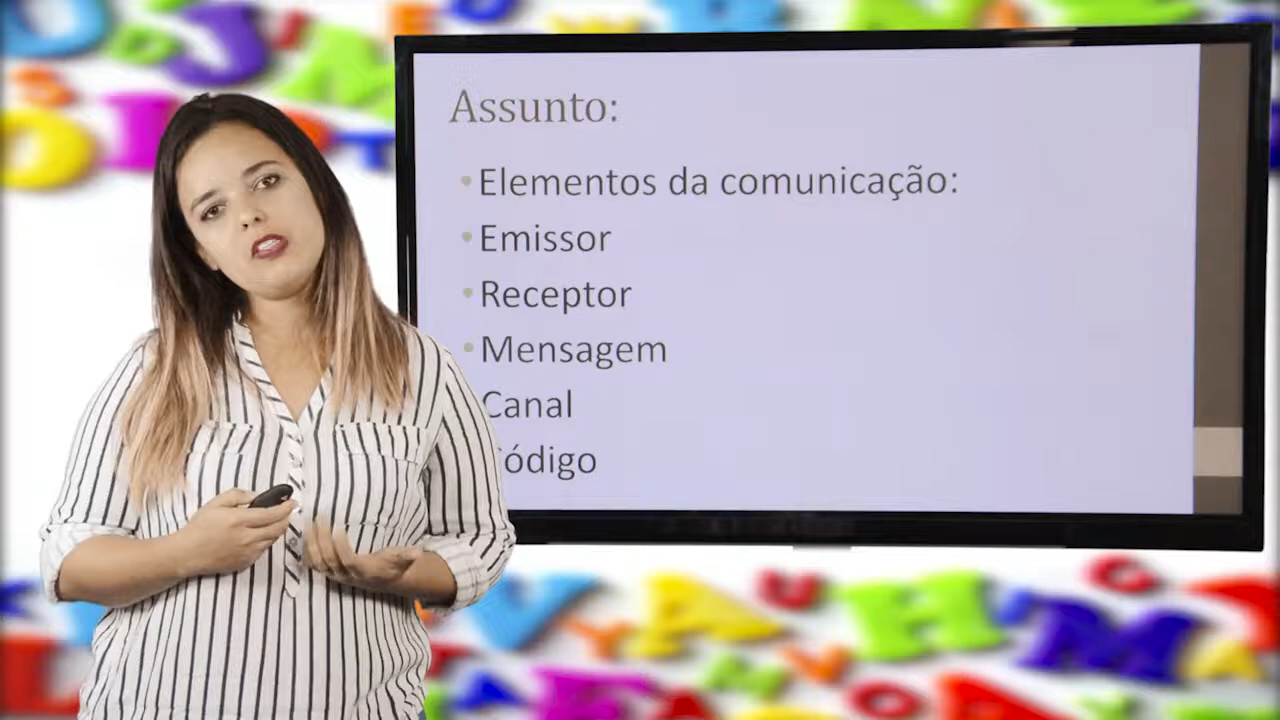 Assunto:
Elementos da comunicação:
Emissor
Receptor
Mensagem
Canal
ódigo